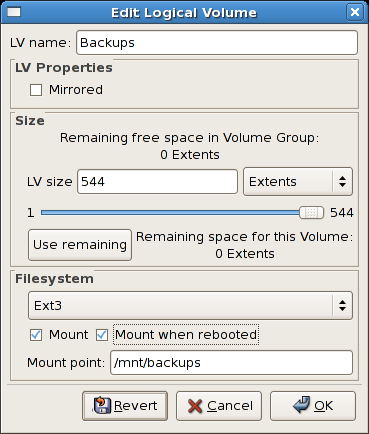 Edit Logical Volume
LV name: Backups
LV Properties
Mirrored
Size
Remaining free space in Volume Group:
0 Extents
LV size 544 Extents
1 544
Use remaining
Remaining space for this Volume:
0 Extents
Filesystem
Ext3
Mount Mount when rebooted
Mount point: /mnt/backups
Revert Cancel OK